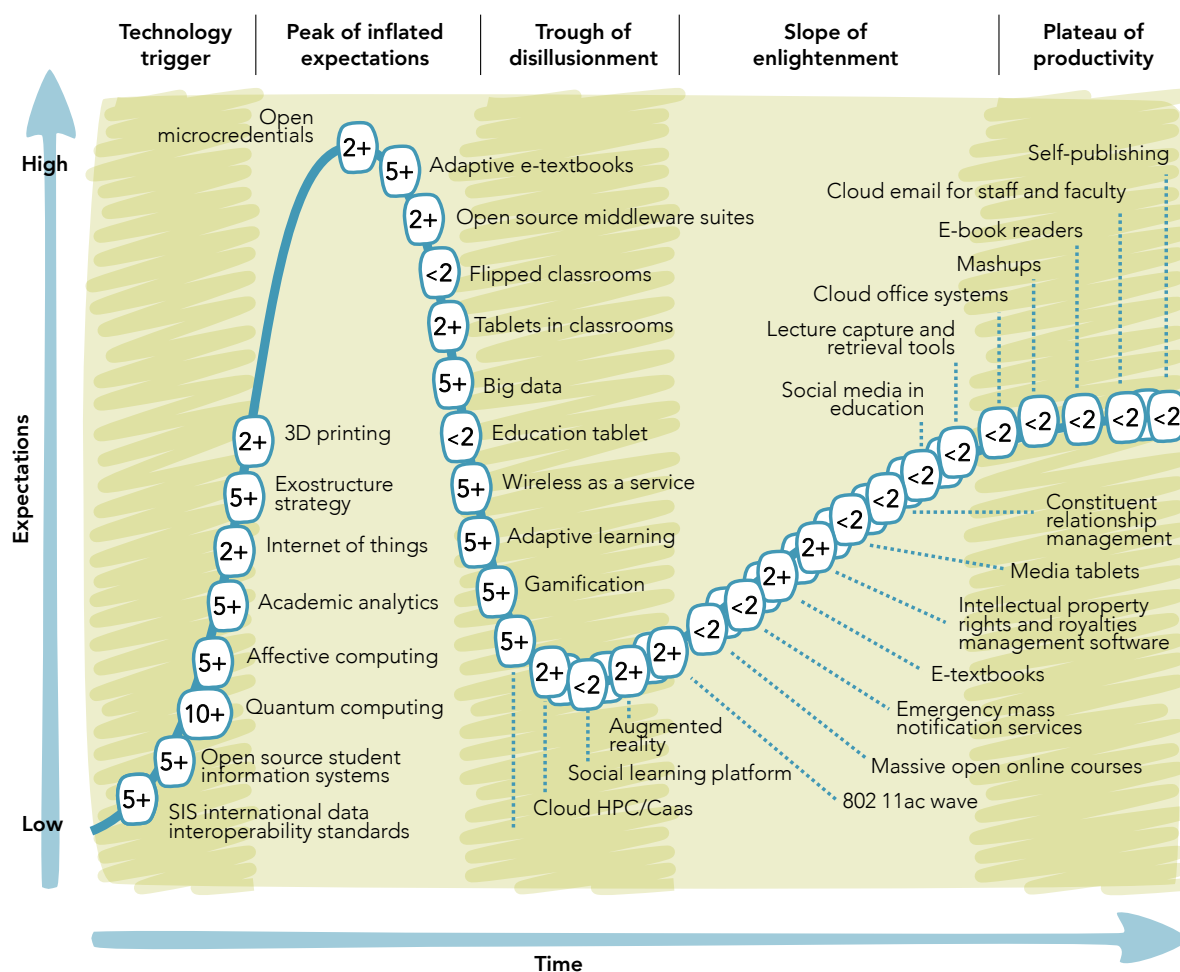 Technology
trigger
Peak of inflated
expectations
Trough of
disillusionment
Slope of
enlightenment
Plateau of
productivity
High
Low
Expectations
Time
Open
microcredentials
2+
5+
Adaptive e-textbooks
2+
Open source middleware suites
<2
Flipped classrooms
2+
Tablets in classrooms
5+
Big data
<2
Education tablet
5+
Wireless as a service
5+
Adaptive learning
5+
Gamification
2+
3D printing
5+
Exostructure
strategy
2+
Internet of things
5+
Academic analytics
5+
Affective computing
10+
Quantum computing
5+
Open source student
information systems
5+
SIS international data
interoperability standards
5+
2+
<2
2+
2+
Augmented
reality
Social learning platform
Cloud HPC/Caas
<2
<2
2+
2+
<2
<2
<2
<2
<2
<2
<2
<2
<2
Self-publishing
Cloud email for staff and faculty
E-book readers
Mashups
Cloud office systems
Lecture capture and
retrieval tools
Social media in
education
Constituent
relationship
management
Media tablets
Intellectual property
rights and royalties
management software
E-textbooks
Emergency mass
notification services
Massive open online courses
802 11ac wave